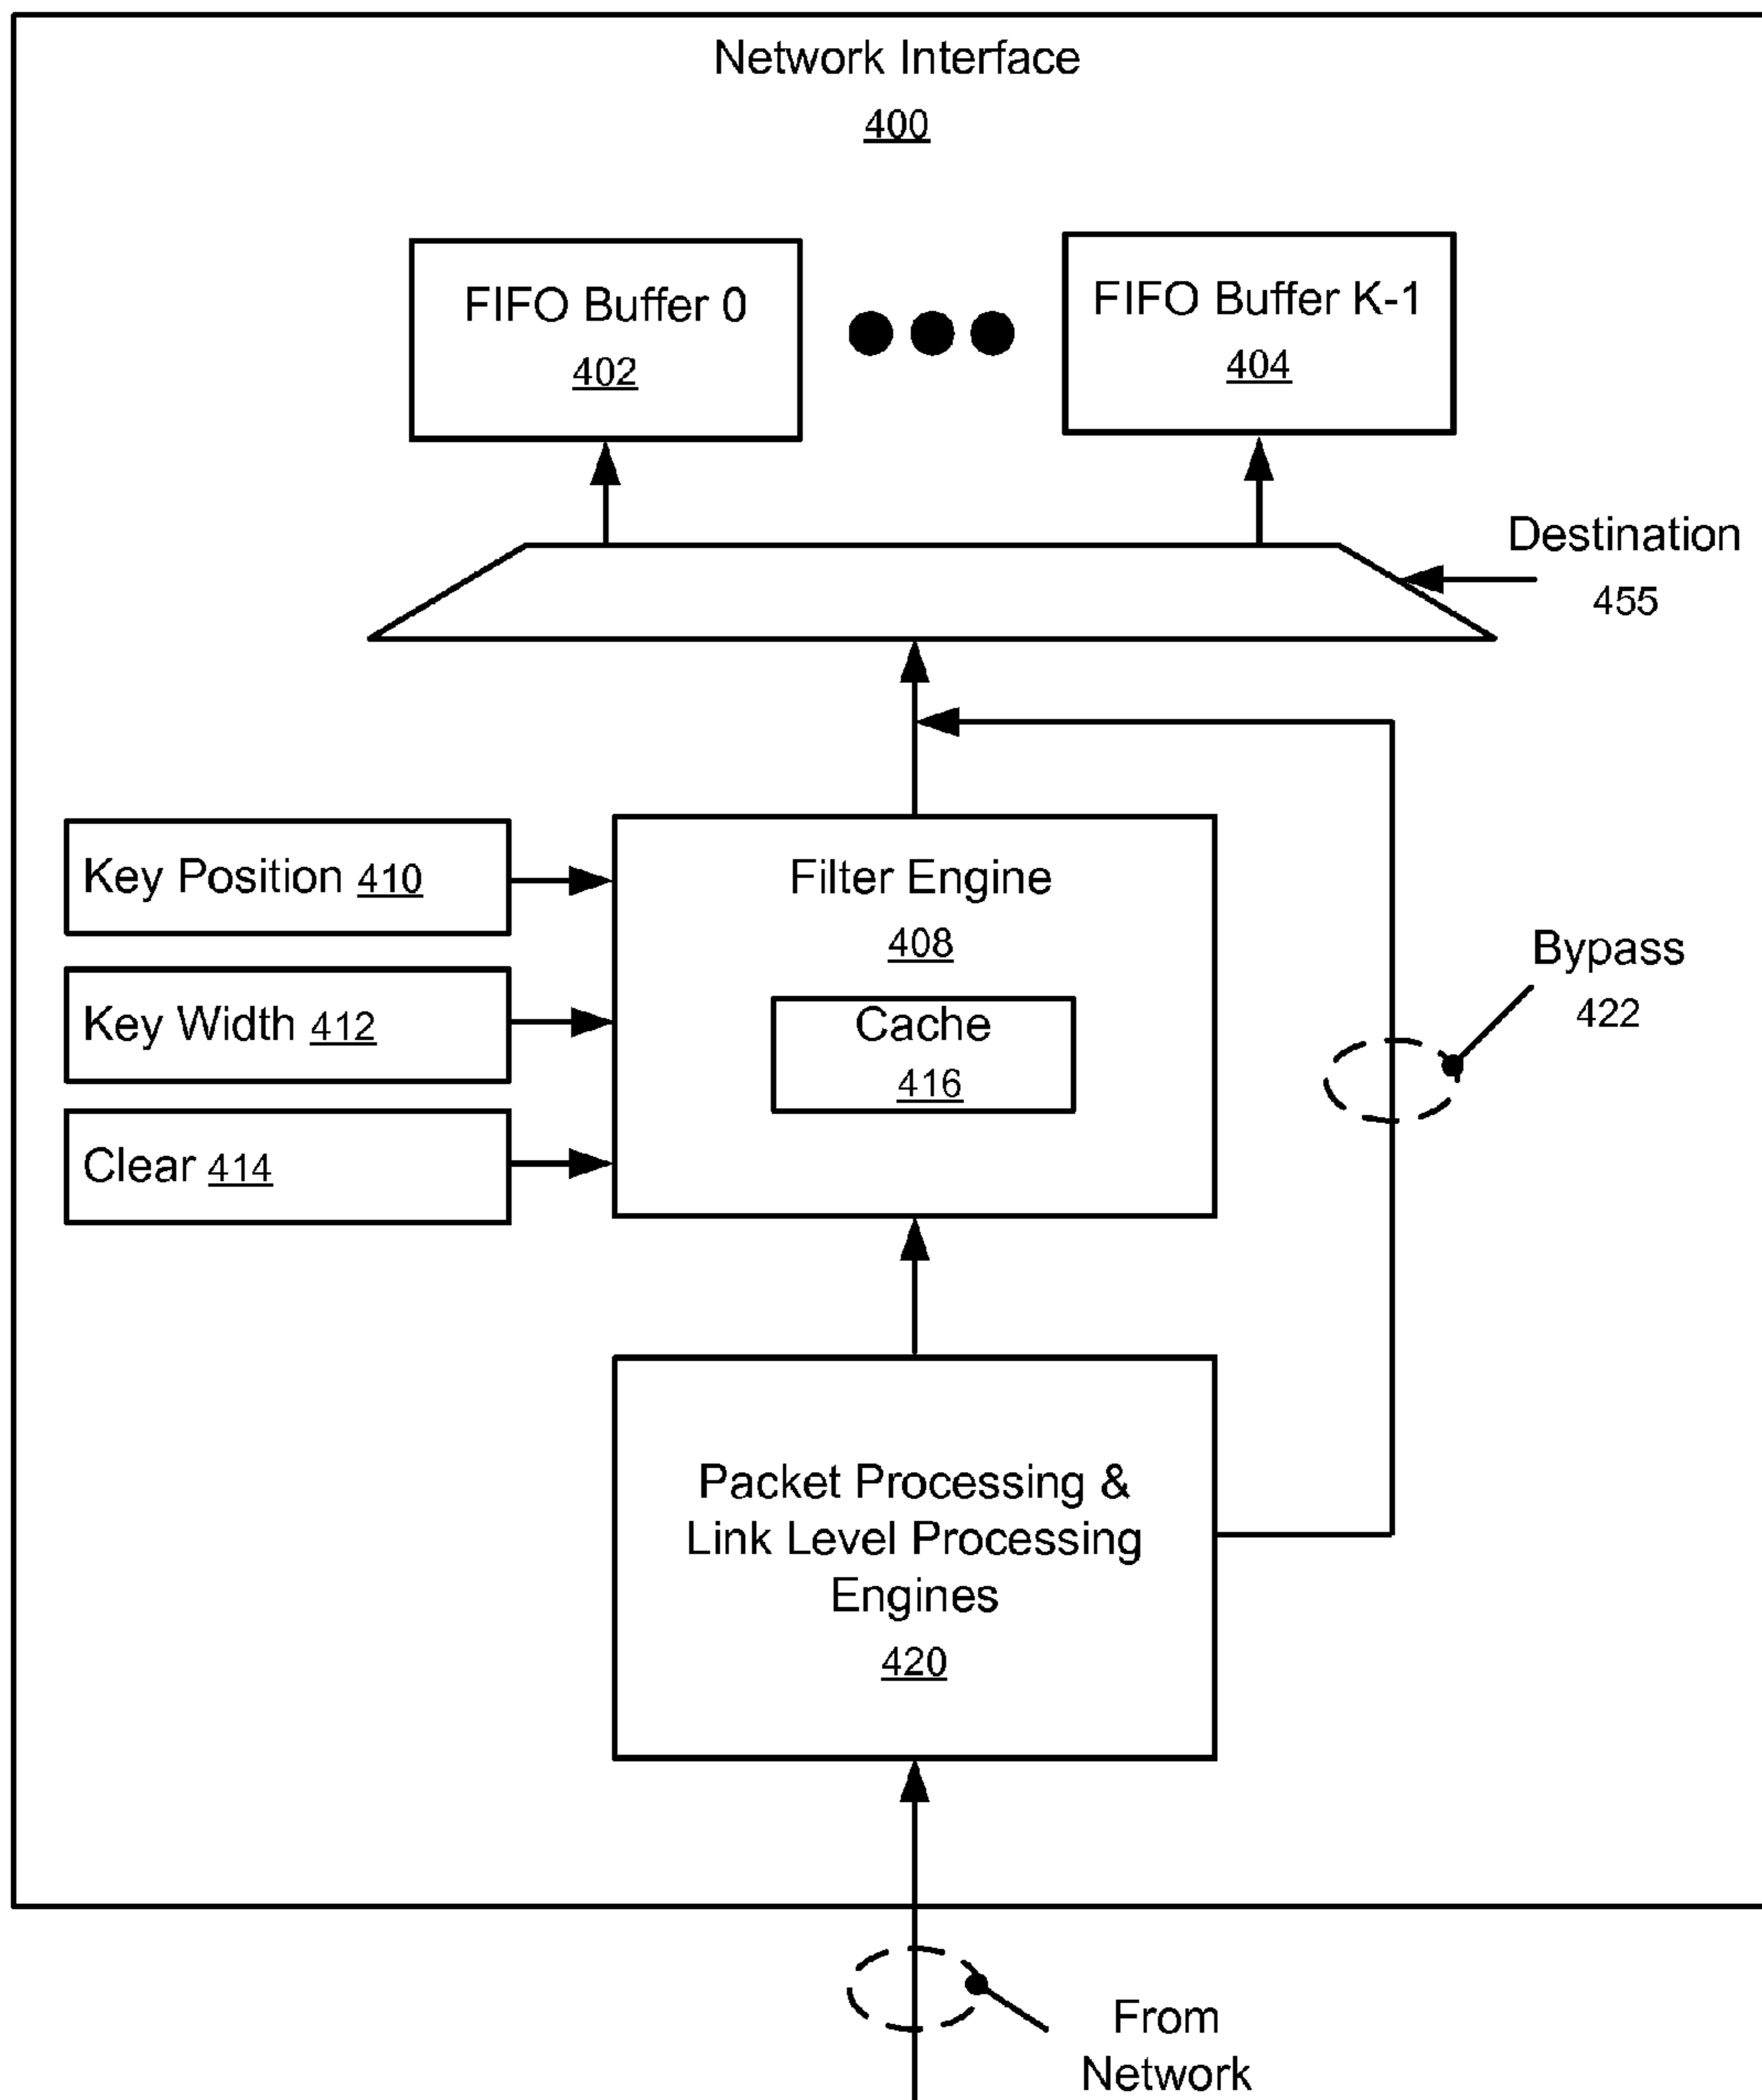 Network Interface
400
FIFO Buffer 0
402
FIFO Buffer K-1
404
Destination
455
Key Position 410
Key Width 412
Clear 414
Filter Engine
408
Cache
416
Bypass
422
Packet Processing &
Link Level Processing
Engines
420
From
Network